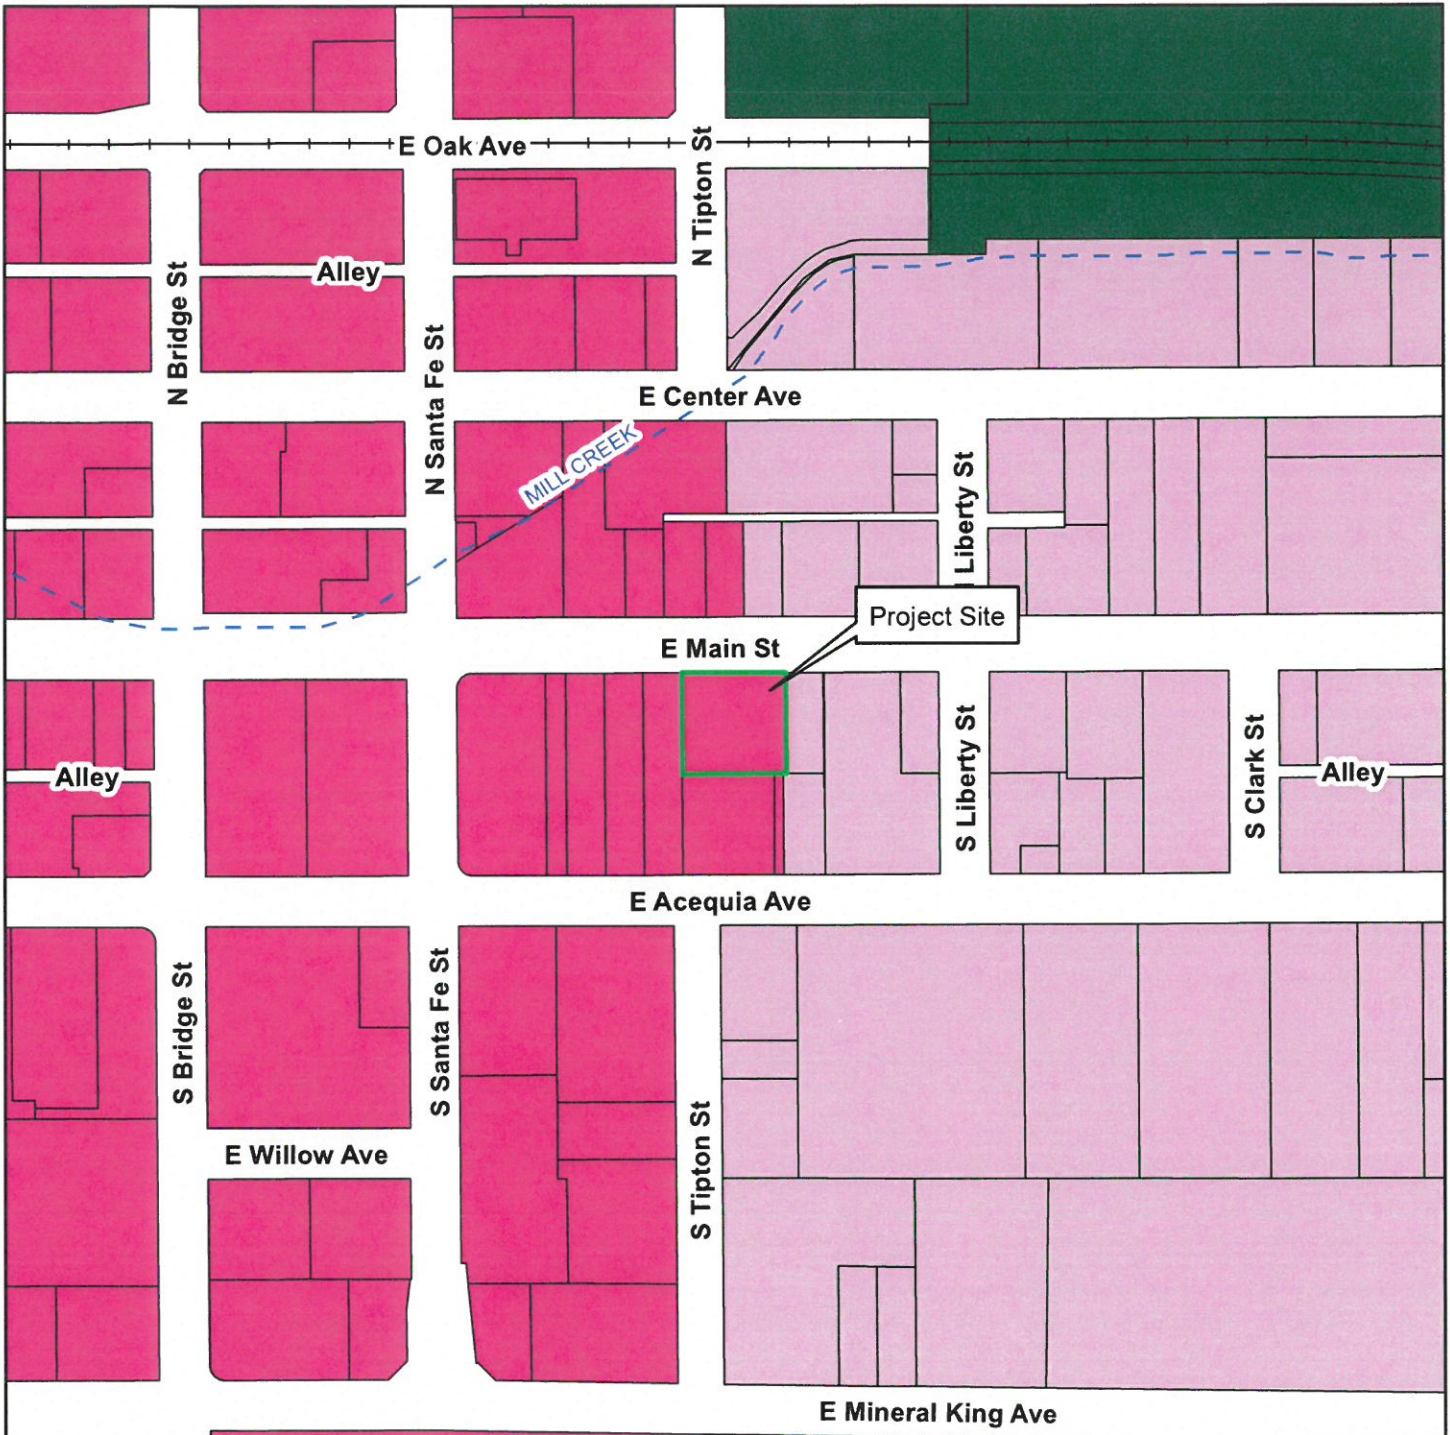 E Oak Ave
N Tipton St
Alley
N Bridge St
N Santa Fe St
E Center Ave
MILL CREEK
Liberty St
Project Site
E Main St
S Liberty St
S Clark St
Alley
Alley
E Acequia Ave
S Bridge St
S Santa Fe St
S Tipton St
E Willow Ave
E Mineral King Ave